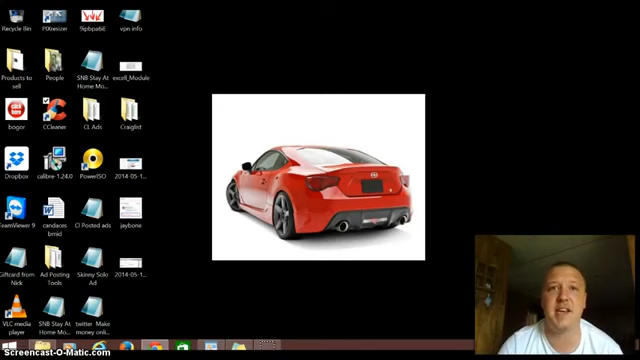 Recycle Bin
PIXresizer
9ipbpa6E
vpn info
Products to sell
People
SNB Stay At Home Mo...
excell_Module
bogor
CCleaner
CL Ads
Craiglist
Dropbox
calibre-1.24.0
PowerISO
2014-05-1...
TeamViewer 9
candaces bmid
Cl Posted ads
jaybone
Giftcard from Nick
Ad Posting Tools
Skinny Solo Ad
2014-05-1...
VLC media player
SNB Stay At Home Mo...
twitter Make money onli...
Screencast-O-Matic.com